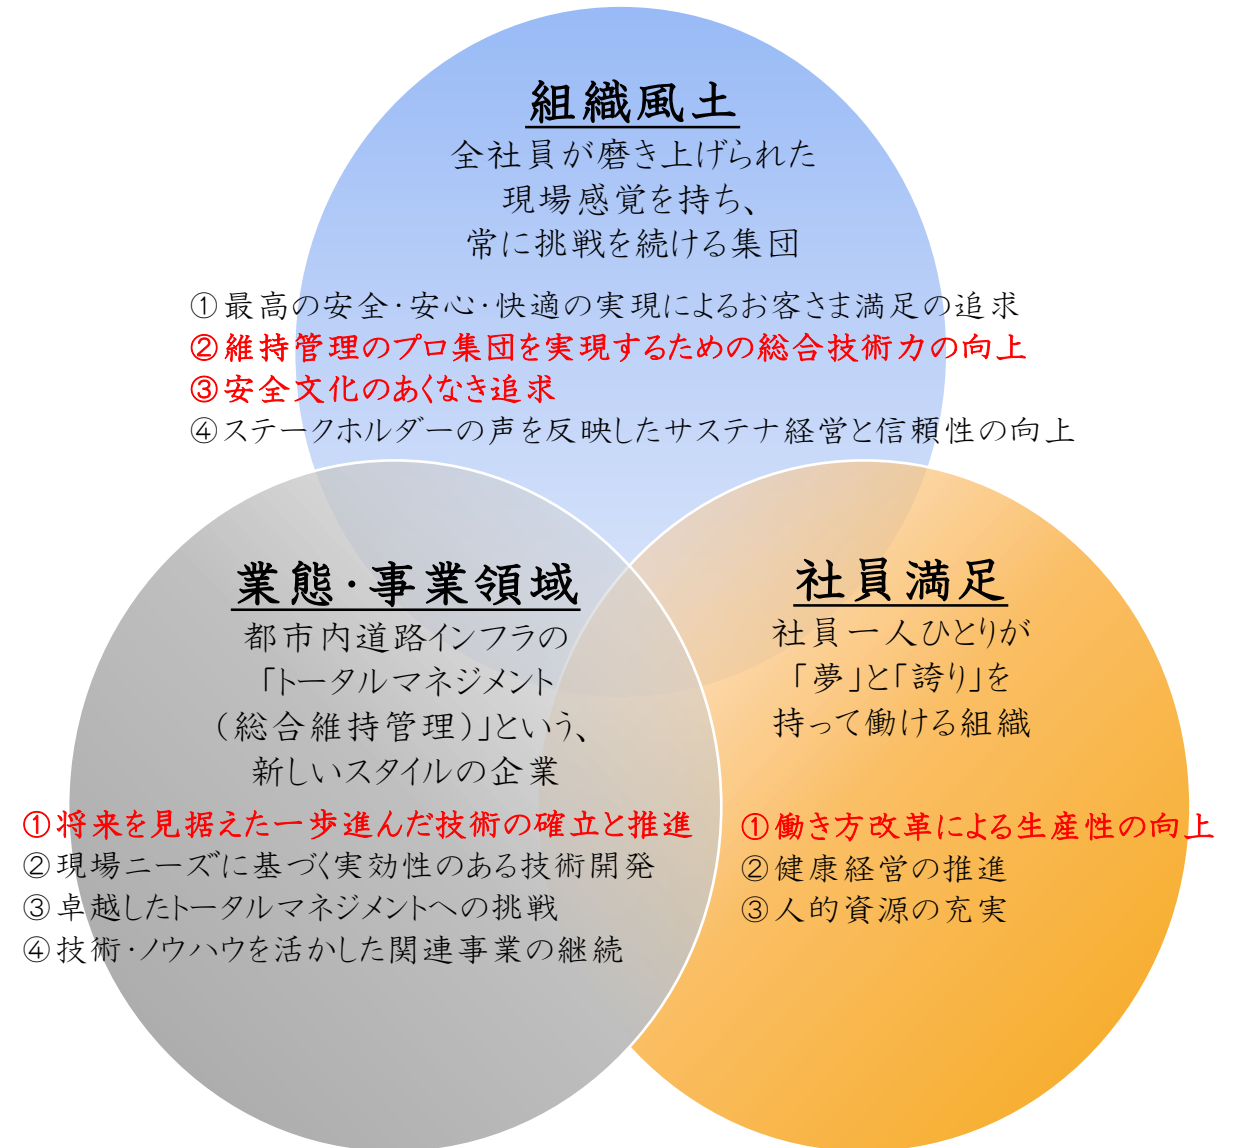 組織風土
全社員が磨き上げられた
現場感覚を持ち、
常に挑戦を続ける集団
①最高の安全・安心・快適の実現によるお客さま満足の追求
②維持管理のプロ集団を実現するための総合技術力の向上
③安全文化のあくなき追求
④ステークホルダーの声を反映したサステナ経営と信頼性の向上
業態・事業領域
都市内道路インフラの
「トータルマネジメント
（総合維持管理）」という、
新しいスタイルの企業
①将来を見据えた一歩進んだ技術の確立と推進
②現場ニーズに基づく実効性のある技術開発
③卓越したトータルマネジメントへの挑戦
④技術・ノウハウを活かした関連事業の継続
社員満足
社員一人ひとりが
「夢」と「誇り」を
持って働ける組織
①働き方改革による生産性の向上
②健康経営の推進
③人的資源の充実